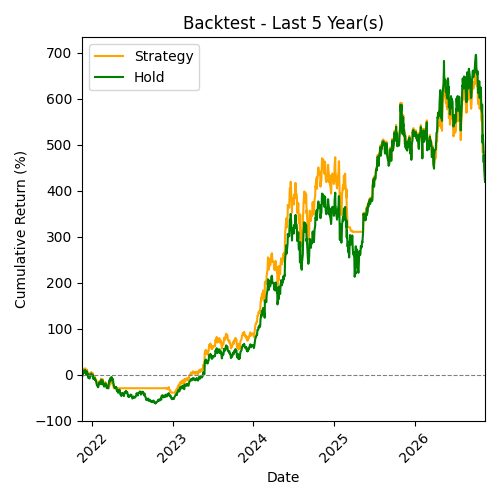 Backtest - Last 5 Year(s)
Strategy
Hold
Cumulative Return (%)
700
600
500
400
300
200
100
0
−100
2022
2023
2024
2025
2026
Date